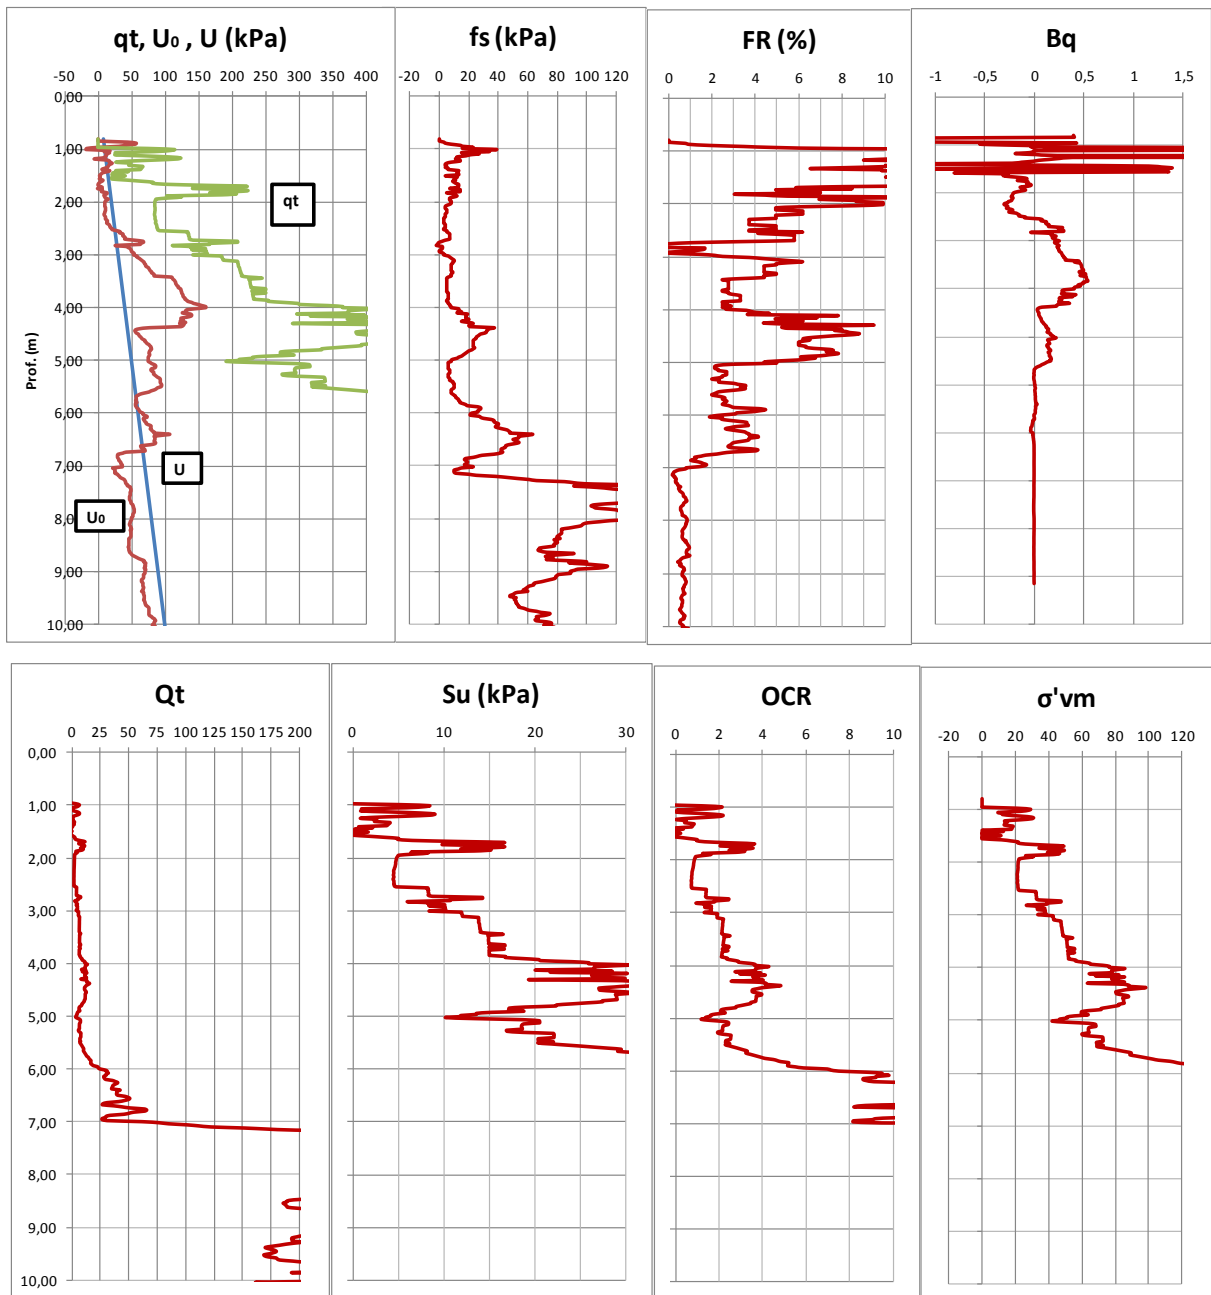 qt, U₀ , U (kPa)
-50 0 50 100 150 200 250 300 350 400
0,00
1,00
2,00
3,00
4,00
5,00
6,00
7,00
8,00
9,00
10,00
Prof. (m)
qt
U
U₀
fs (kPa)
-20 0 20 40 60 80 100 120
FR (%)
0 2 4 6 8 10
Bq
-1 -0,5 0 0,5 1 1,5
Qt
0 25 50 75 100 125 150 175 200
0,00
1,00
2,00
3,00
4,00
5,00
6,00
7,00
8,00
9,00
10,00
Su (kPa)
0 10 20 30
OCR
0 2 4 6 8 10
σ'vm
-20 0 20 40 60 80 100 120